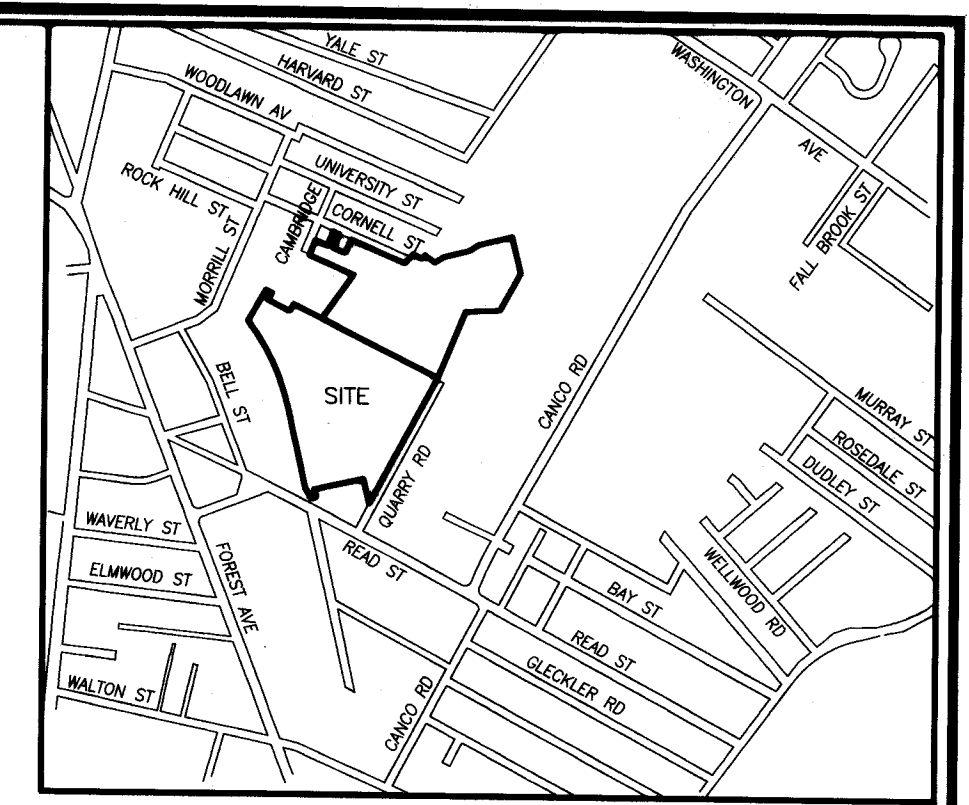 YALE ST
HARVARD ST
WOODLAWN AV
WASHINGTON
AVE
UNIVERSITY ST
ROCK HILL ST
CAMBRIDGE
CORNELL ST
MORRILL ST
FALL BROOK ST
BELL ST
SITE
CANCO RD
MURRAY ST
ROSEDALE ST
DUDLEY ST
QUARRY RD
WAVERLY ST
ELMWOOD ST
FOREST AVE
READ ST
BAY ST
WELLWOOD RD
READ ST
GLECKLER RD
WALTON ST
CANCO RD